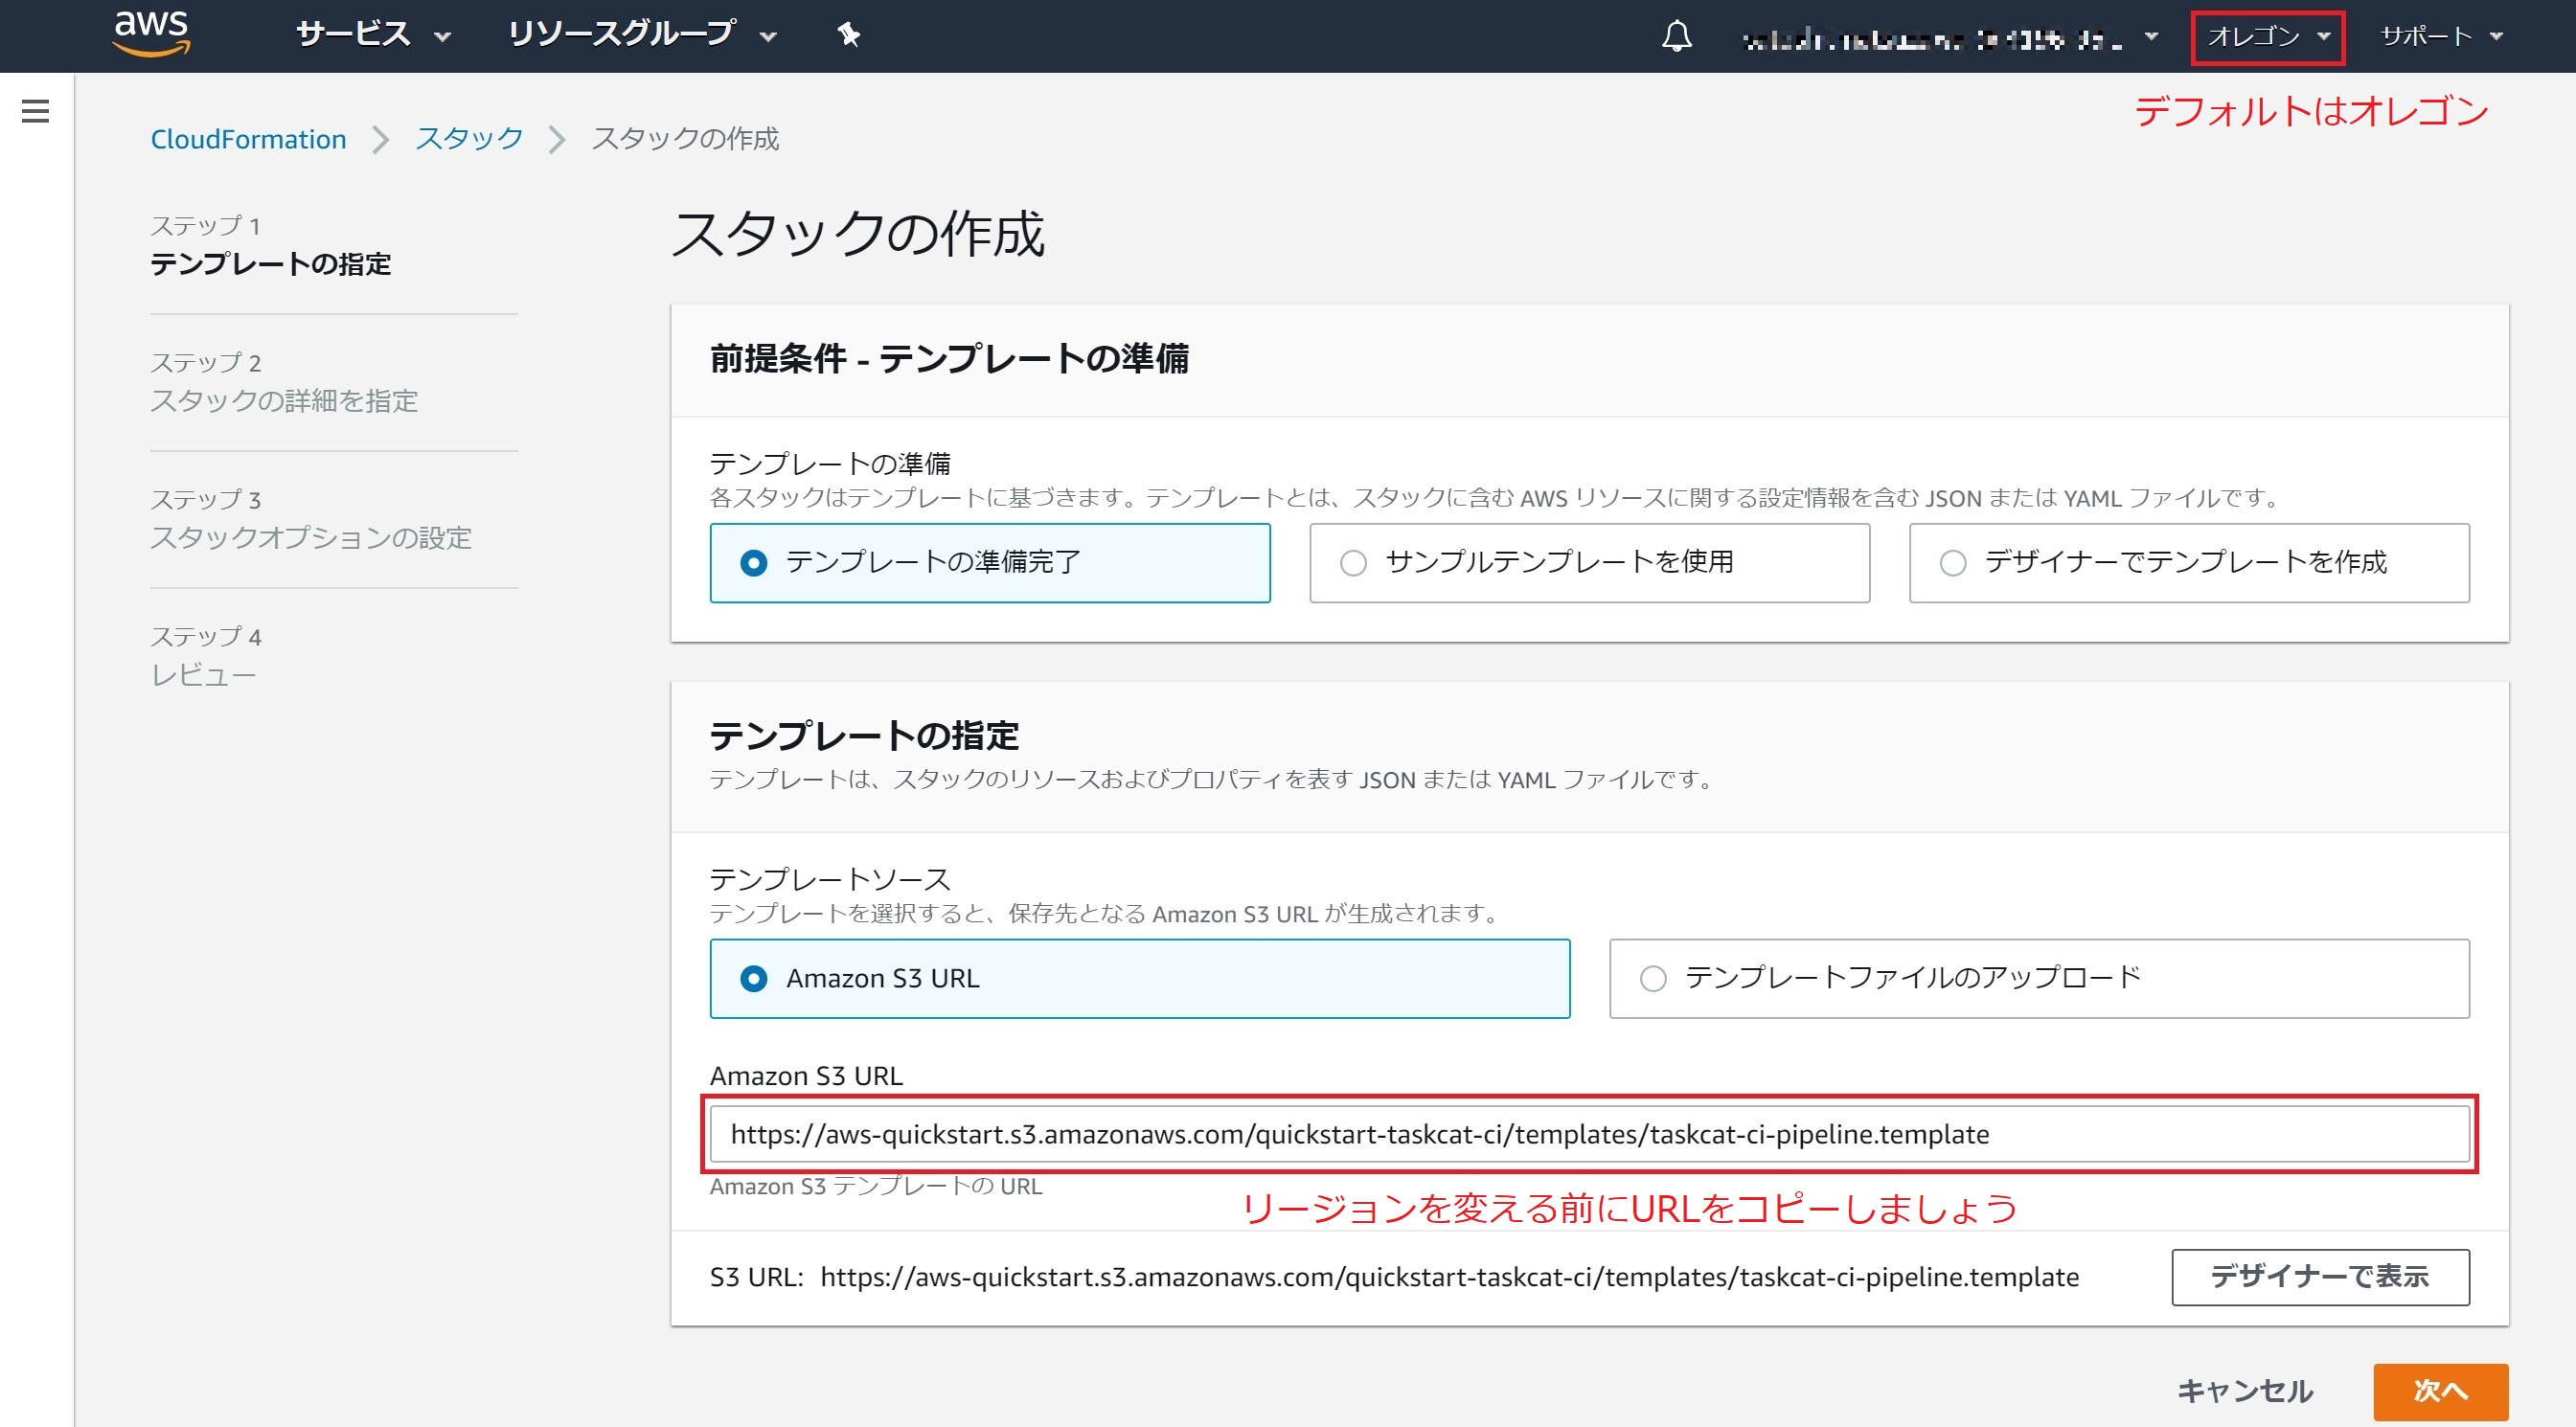 aws サービス リソースグループ オレゴン サポート
デフォルトはオレゴン
CloudFormation スタック スタックの作成
ステップ 1
テンプレートの指定
ステップ 2
スタックの詳細を指定
ステップ 3
スタックオプションの設定
ステップ 4
レビュー
スタックの作成
前提条件 - テンプレートの準備
テンプレートの準備
各スタックはテンプレートに基づきます。テンプレートとは、スタックに含む AWS リソースに関する設定情報を含む JSON または YAML ファイルです。
テンプレートの準備完了 サンプルテンプレートを使用 デザイナーでテンプレートを作成
テンプレートの指定
テンプレートは、スタックのリソースおよびプロパティを表す JSON または YAML ファイルです。
テンプレートソース
テンプレートを選択すると、保存先となる Amazon S3 URL が生成されます。
Amazon S3 URL テンプレートファイルのアップロード
Amazon S3 URL
https://aws-quickstart.s3.amazonaws.com/quickstart-taskcat-ci/templates/taskcat-ci-pipeline.template
Amazon S3 テンプレートの URL
リージョンを変える前にURLをコピーしましょう
S3 URL: https://aws-quickstart.s3.amazonaws.com/quickstart-taskcat-ci/templates/taskcat-ci-pipeline.template デザイナーで表示
キャンセル 次へ